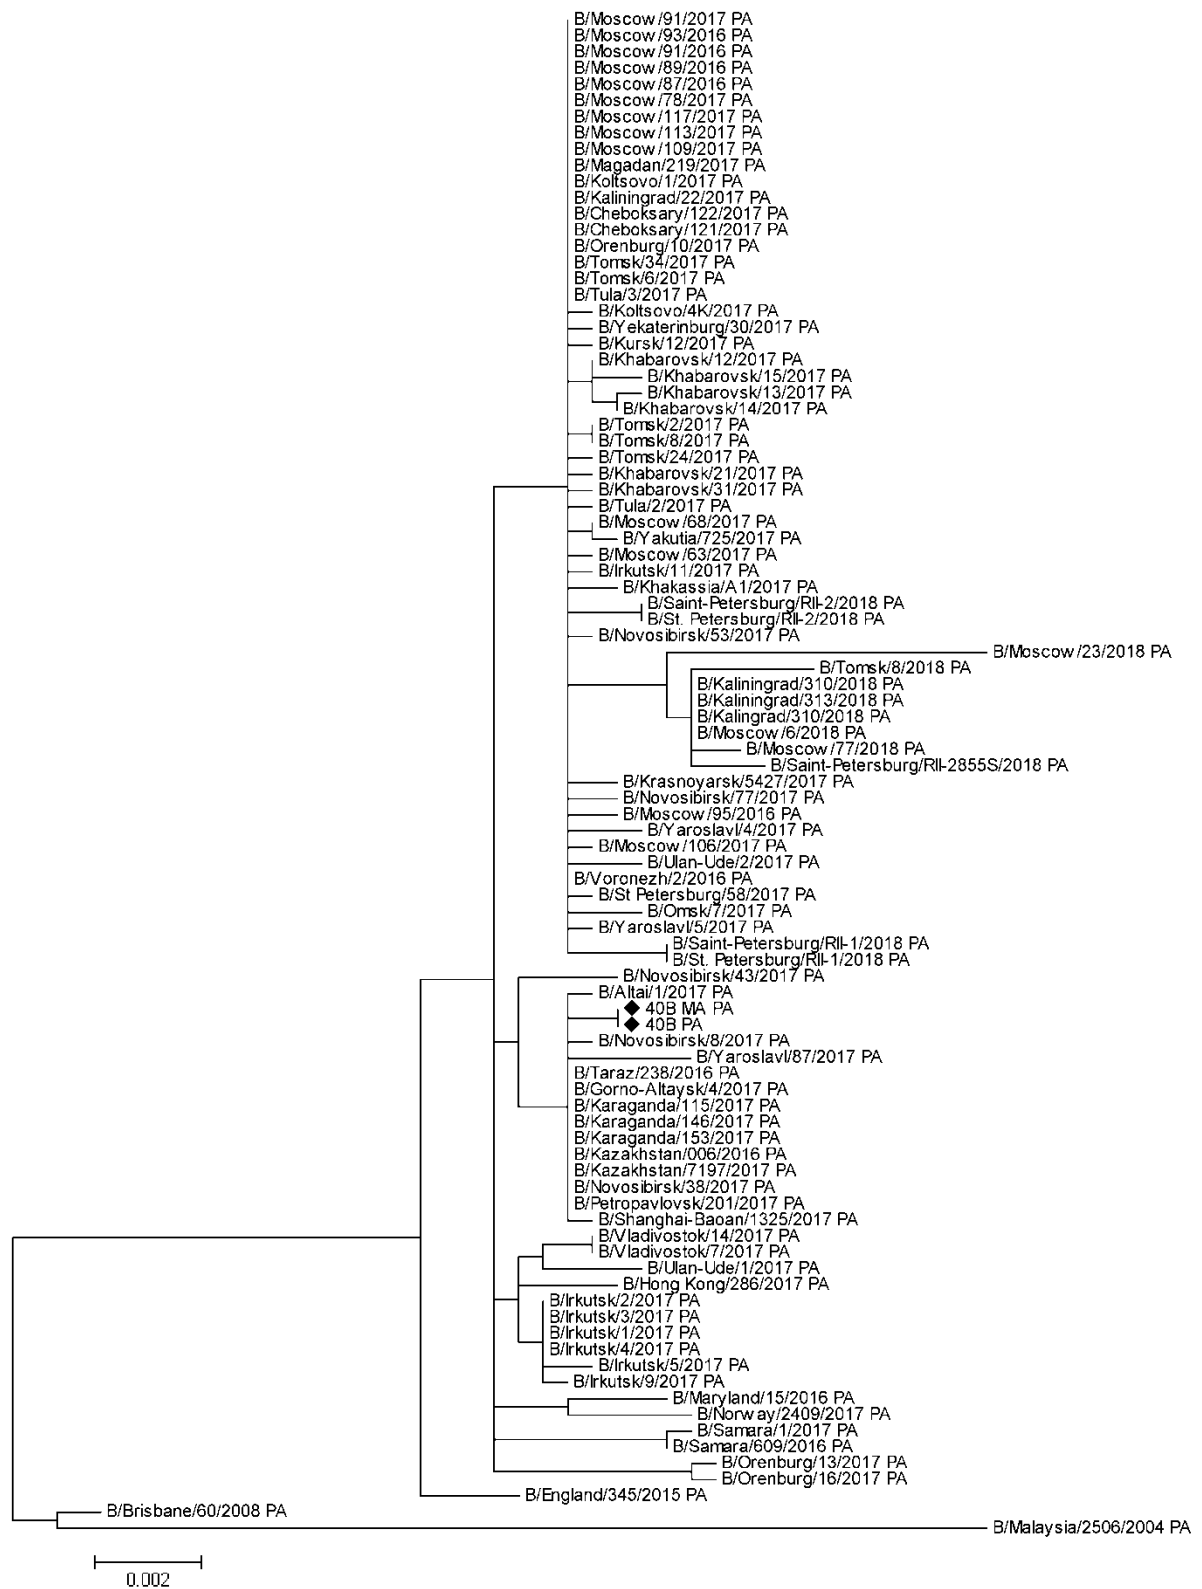 B/Moscow/91/2017 PA
B/Moscow/93/2016 PA
B/Moscow/91/2016 PA
B/Moscow/89/2016 PA
B/Moscow/87/2016 PA
B/Moscow/78/2017 PA
B/Moscow/117/2017 PA
B/Moscow/113/2017 PA
B/Moscow/109/2017 PA
B/Magadan/219/2017 PA
B/Koltsovo/1/2017 PA
B/Kaliningrad/22/2017 PA
B/Cheboksary/122/2017 PA
B/Cheboksary/121/2017 PA
B/Orenburg/10/2017 PA
B/Tomsk/34/2017 PA
B/Tomsk/6/2017 PA
B/Tula/3/2017 PA
B/Koltsovo/4K/2017 PA
B/Yekaterinburg/30/2017 PA
B/Kursk/12/2017 PA
B/Khabarovsk/12/2017 PA
B/Khabarovsk/15/2017 PA
B/Khabarovsk/13/2017 PA
B/Khabarovsk/14/2017 PA
B/Tomsk/2/2017 PA
B/Tomsk/8/2017 PA
B/Tomsk/24/2017 PA
B/Khabarovsk/21/2017 PA
B/Khabarovsk/31/2017 PA
B/Tula/2/2017 PA
B/Moscow/68/2017 PA
B/Yakutia/725/2017 PA
B/Moscow/63/2017 PA
B/Irkutsk/11/2017 PA
B/Khakassia/A1/2017 PA
B/Saint-Petersburg/RII-2/2018 PA
B/St. Petersburg/RII-2/2018 PA
B/Novosibirsk/53/2017 PA
B/Moscow/23/2018 PA
B/Tomsk/8/2018 PA
B/Kaliningrad/310/2018 PA
B/Kaliningrad/313/2018 PA
B/Kalingrad/310/2018 PA
B/Moscow/6/2018 PA
B/Moscow/77/2018 PA
B/Saint-Petersburg/RII-2855S/2018 PA
B/Krasnoyarsk/5427/2017 PA
B/Novosibirsk/77/2017 PA
B/Moscow/95/2016 PA
B/Yaroslavl/4/2017 PA
B/Moscow/106/2017 PA
B/Ulan-Ude/2/2017 PA
B/Voronezh/2/2016 PA
B/St Petersburg/58/2017 PA
B/Omsk/7/2017 PA
B/Yaroslavl/5/2017 PA
B/Saint-Petersburg/RII-1/2018 PA
B/St. Petersburg/RII-1/2018 PA
B/Novosibirsk/43/2017 PA
B/Altai/1/2017 PA
40B MA PA
40B PA
B/Novosibirsk/8/2017 PA
B/Yaroslavl/87/2017 PA
B/Taraz/238/2016 PA
B/Gorno-Altaysk/4/2017 PA
B/Karaganda/115/2017 PA
B/Karaganda/146/2017 PA
B/Karaganda/153/2017 PA
B/Kazakhstan/006/2016 PA
B/Kazakhstan/7197/2017 PA
B/Novosibirsk/38/2017 PA
B/Petropavlovsk/201/2017 PA
B/Shanghai-Baoan/1325/2017 PA
B/Vladivostok/14/2017 PA
B/Vladivostok/7/2017 PA
B/Ulan-Ude/1/2017 PA
B/Hong Kong/286/2017 PA
B/Irkutsk/2/2017 PA
B/Irkutsk/3/2017 PA
B/Irkutsk/1/2017 PA
B/Irkutsk/4/2017 PA
B/Irkutsk/5/2017 PA
B/Irkutsk/9/2017 PA
B/Maryland/15/2016 PA
B/Norway/2409/2017 PA
B/Samara/1/2017 PA
B/Samara/609/2016 PA
B/Orenburg/13/2017 PA
B/Orenburg/16/2017 PA
B/England/345/2015 PA
B/Brisbane/60/2008 PA
B/Malaysia/2506/2004 PA
0.002